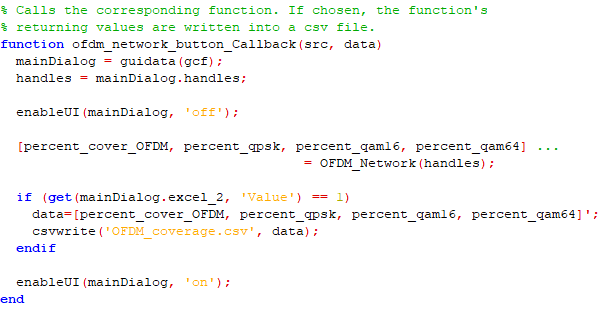 % Calls the corresponding function. If chosen, the function's
% returning values are written into a csv file.
function ofdm_network_button_Callback(src, data)
  mainDialog = guidata(gcf);
  handles = mainDialog.handles;

  enableUI(mainDialog, 'off');

  [percent_cover_OFDM, percent_qpsk, percent_qam16, percent_qam64] ...
                                      = OFDM_Network(handles);

  if (get(mainDialog.excel_2, 'Value') == 1)
    data=[percent_cover_OFDM, percent_qpsk, percent_qam16, percent_qam64]';
    csvwrite('OFDM_coverage.csv', data);
  endif

  enableUI(mainDialog, 'on');
end